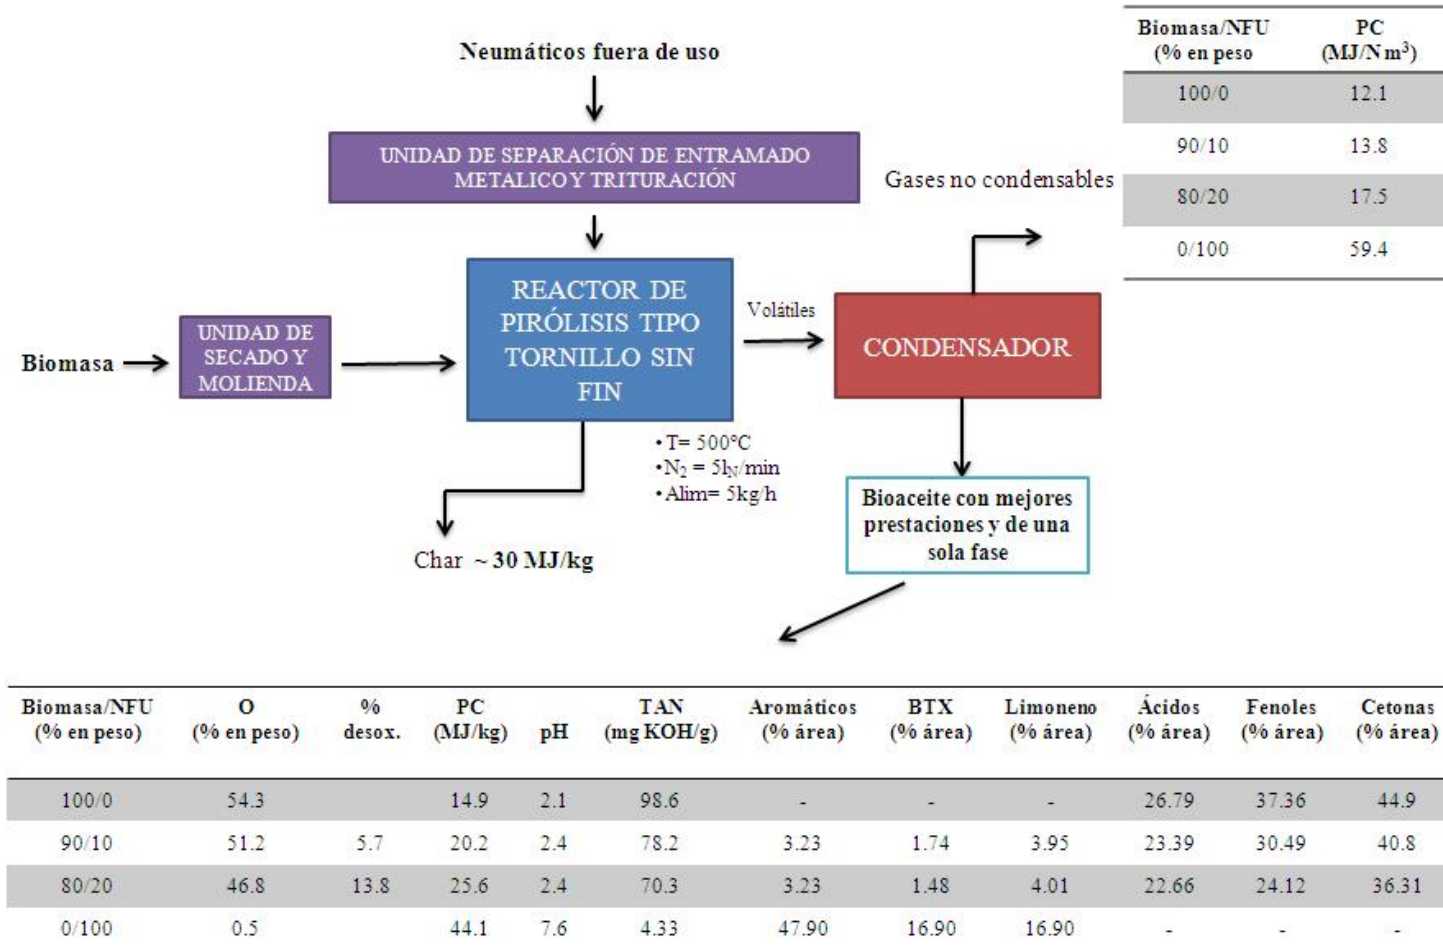 Neumáticos fuera de uso
UNIDAD DE SEPARACIÓN DE ENTRAMADO
METALICO Y TRITURACIÓN
Biomasa
UNIDAD DE
SECADO Y
MOLIENDA
REACTOR DE
PIRÓLISIS TIPO
TORNILLO SIN
FIN
•T= 500°C
•N₂ = 5lN/min
•Alim= 5kg/h
Char ~ 30 MJ/kg
Volátiles
CONDENSADOR
Gases no condensables
Biomasa/NFU PC
(% en peso (MJ/Nm³)
100/0 12.1
90/10 13.8
80/20 17.5
0/100 59.4
Bioaceite con mejores
prestaciones y de una
sola fase
Biomasa/NFU O % PC TAN Aromáticos BTX Limoneno Ácidos Fenoles Cetonas
(% en peso) (% en peso) desox. (MJ/kg) pH (mg KOH/g) (% área) (% área) (% área) (% área) (% área) (% área)
100/0 54.3 14.9 2.1 98.6 - - - 26.79 37.36 44.9
90/10 51.2 5.7 20.2 2.4 78.2 3.23 1.74 3.95 23.39 30.49 40.8
80/20 46.8 13.8 25.6 2.4 70.3 3.23 1.48 4.01 22.66 24.12 36.31
0/100 0.5 44.1 7.6 4.33 47.90 16.90 16.90 - - -